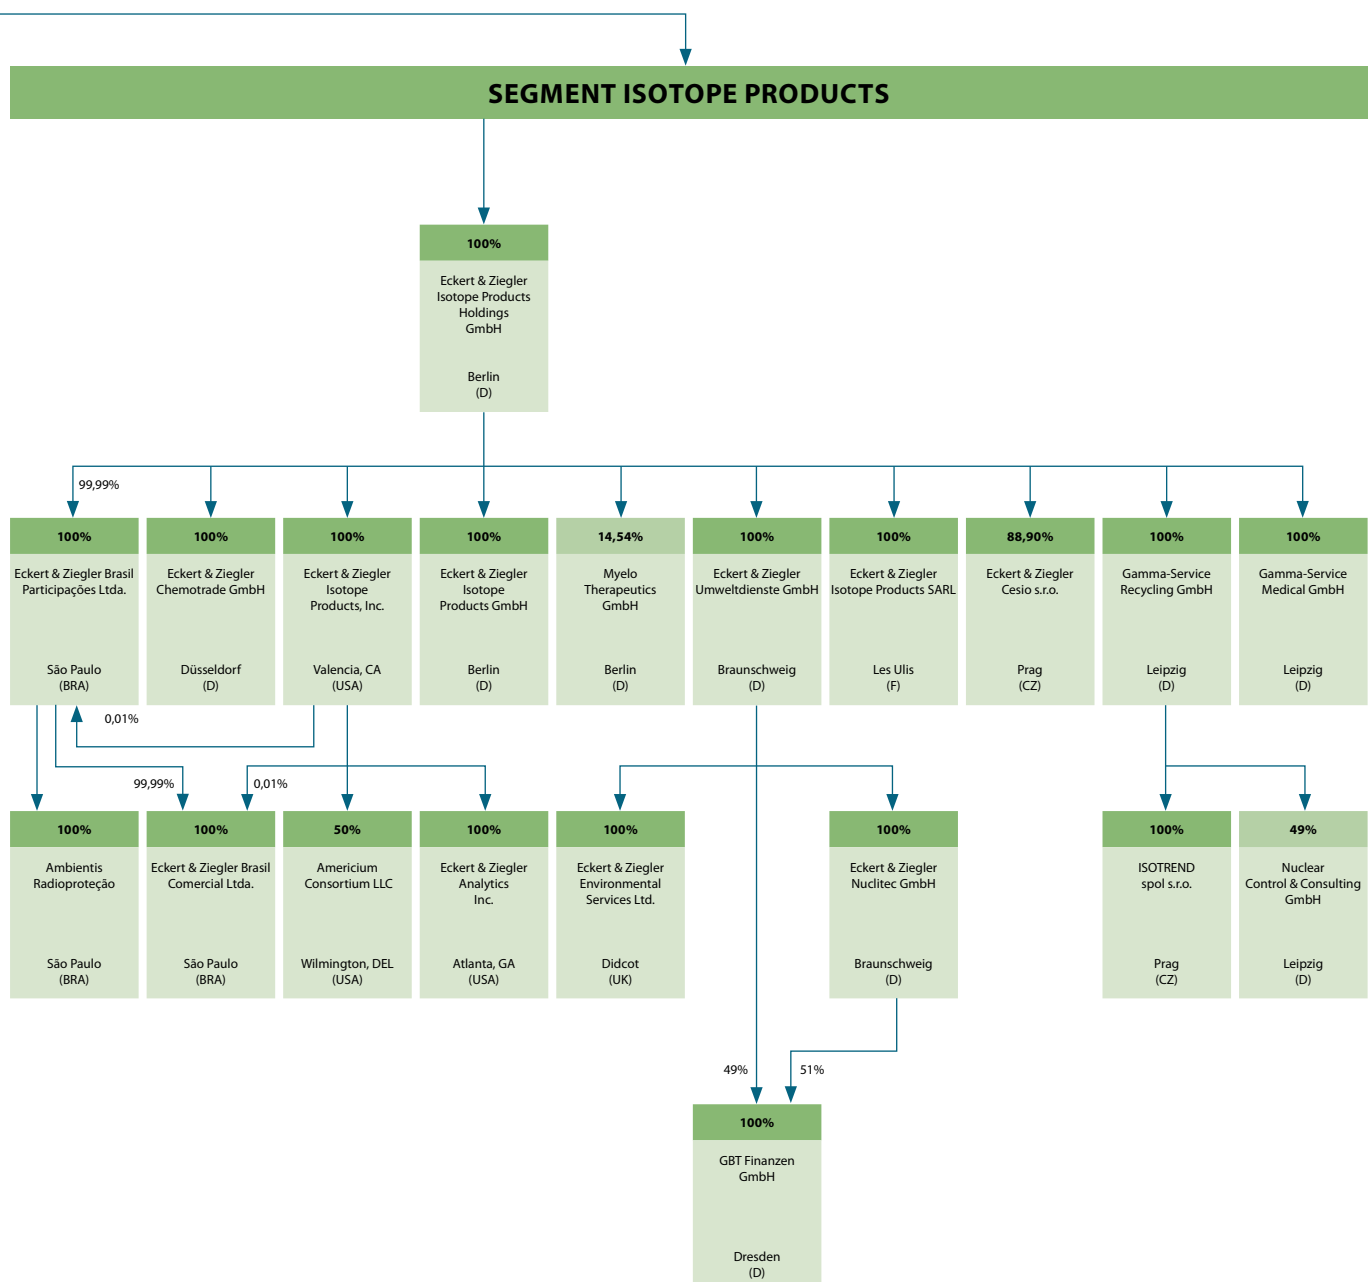 SEGMENT ISOTOPE PRODUCTS
100%
Eckert & Ziegler
Isotope Products
Holdings
GmbH
Berlin
(D)
99,99%
100%
Eckert & Ziegler Brasil
Participações Ltda.
São Paulo
(BRA)
100%
Eckert & Ziegler
Chemotrade GmbH
Düsseldorf
(D)
100%
Eckert & Ziegler
Isotope
Products, Inc.
Valencia, CA
(USA)
100%
Eckert & Ziegler
Isotope
Products GmbH
Berlin
(D)
14,54%
Myelo
Therapeutics
GmbH
Berlin
(D)
100%
Eckert & Ziegler
Umweltdienste GmbH
Braunschweig
(D)
100%
Eckert & Ziegler
Isotope Products SARL
Les Ulis
(F)
88,90%
Eckert & Ziegler
Cesio s.r.o.
Prag
(CZ)
100%
Gamma-Service
Recycling GmbH
Leipzig
(D)
100%
Gamma-Service
Medical GmbH
Leipzig
(D)
0,01%
99,99%
0,01%
100%
Ambientis
Radioproteção
São Paulo
(BRA)
100%
Eckert & Ziegler Brasil
Comercial Ltda.
São Paulo
(BRA)
50%
Americium
Consortium LLC
Wilmington, DEL
(USA)
100%
Eckert & Ziegler
Analytics
Inc.
Atlanta, GA
(USA)
100%
Eckert & Ziegler
Environmental
Services Ltd.
Didcot
(UK)
100%
Eckert & Ziegler
Nuclitec GmbH
Braunschweig
(D)
100%
ISOTREND
spol s.r.o.
Prag
(CZ)
49%
Nuclear
Control & Consulting
GmbH
Leipzig
(D)
49%
51%
100%
GBT Finanzen
GmbH
Dresden
(D)